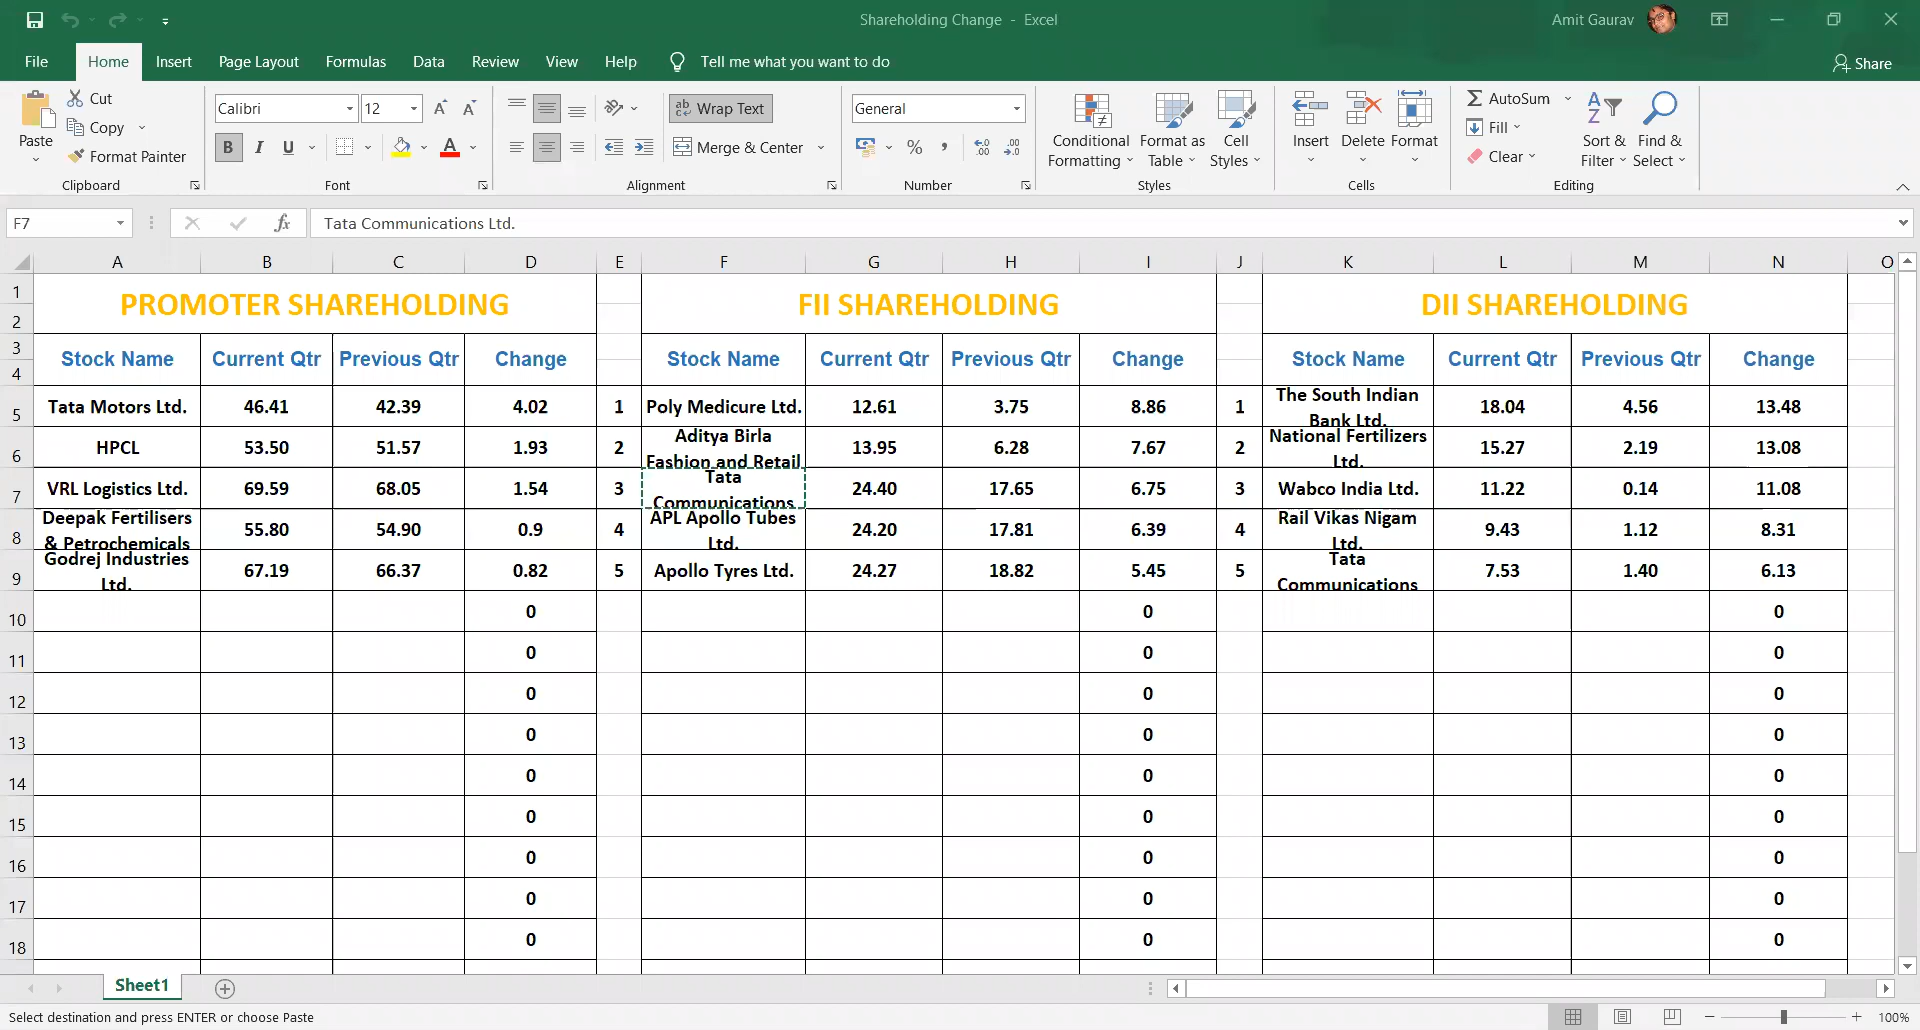 Shareholding Change - Excel
Amit Gaurav
File Home Insert Page Layout Formulas Data Review View Help Tell me what you want to do Share
Paste
Cut
Copy
Format Painter
Clipboard
Calibri 12
B I U
Font
Wrap Text
Merge & Center
Alignment
General
Number
Conditional Formatting
Format as Table
Cell Styles
Styles
Insert Delete Format
Cells
AutoSum
Fill
Clear
Sort & Filter
Find & Select
Editing
F7 fx Tata Communications Ltd.
A B C D E F G H I J K L M N O
1
2
PROMOTER SHAREHOLDING FII SHAREHOLDING DII SHAREHOLDING
3
4
Stock Name Current Qtr Previous Qtr Change Stock Name Current Qtr Previous Qtr Change Stock Name Current Qtr Previous Qtr Change
5 Tata Motors Ltd. 46.41 42.39 4.02 1 Poly Medicure Ltd. 12.61 3.75 8.86 1 The South Indian Bank Ltd. 18.04 4.56 13.48
6 HPCL 53.50 51.57 1.93 2 Aditya Birla Fashion and Retail 13.95 6.28 7.67 2 National Fertilizers Ltd. 15.27 2.19 13.08
7 VRL Logistics Ltd. 69.59 68.05 1.54 3 Tata Communications 24.40 17.65 6.75 3 Wabco India Ltd. 11.22 0.14 11.08
8 Deepak Fertilisers & Petrochemicals 55.80 54.90 0.9 4 APL Apollo Tubes Ltd. 24.20 17.81 6.39 4 Rail Vikas Nigam Ltd. 9.43 1.12 8.31
9 Godrej Industries Ltd. 67.19 66.37 0.82 5 Apollo Tyres Ltd. 24.27 18.82 5.45 5 Tata Communications 7.53 1.40 6.13
10 0 0 0
11 0 0 0
12 0 0 0
13 0 0 0
14 0 0 0
15 0 0 0
16 0 0 0
17 0 0 0
18 0 0 0
Sheet1
Select destination and press ENTER or choose Paste
100%